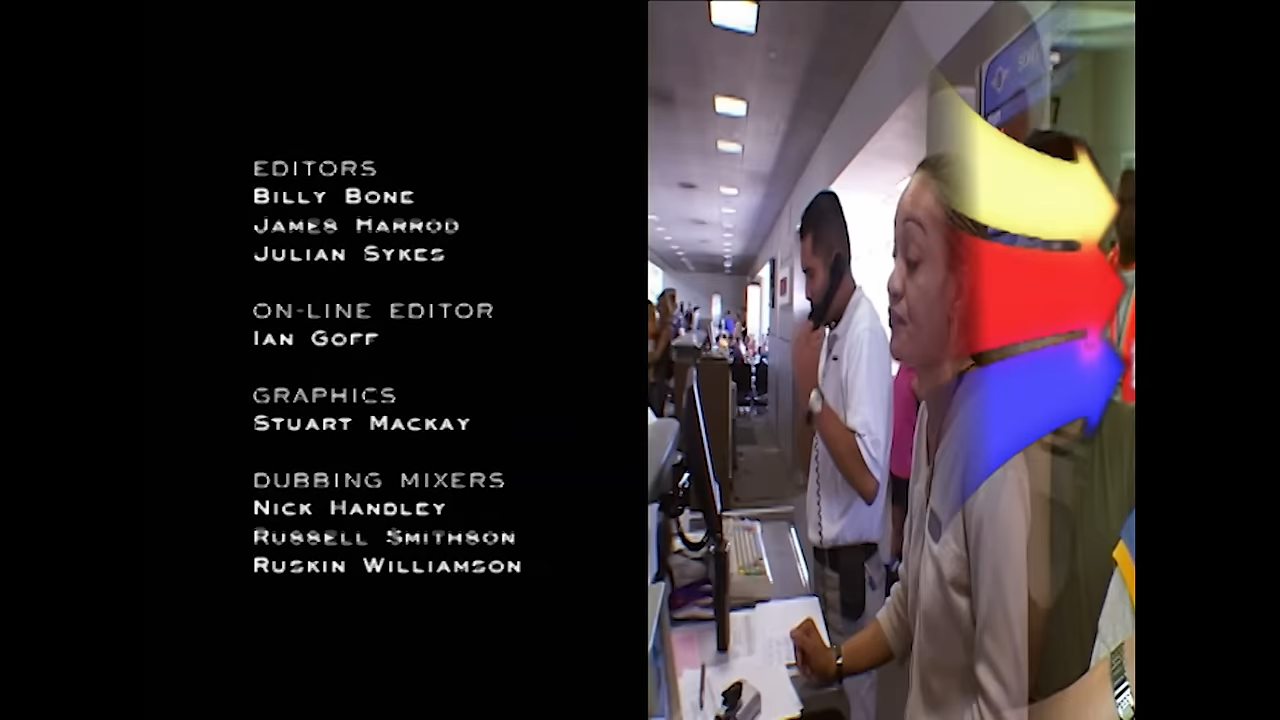 EDITORS
BILLY BONE
JAMES HARROD
JULIAN SYKES
ON-LINE EDITOR
IAN GOFF
GRAPHICS
STUART MACKAY
DUBBING MIXERS
NICK HANDLEY
RUSSELL SMITHSON
RUSKIN WILLIAMSON